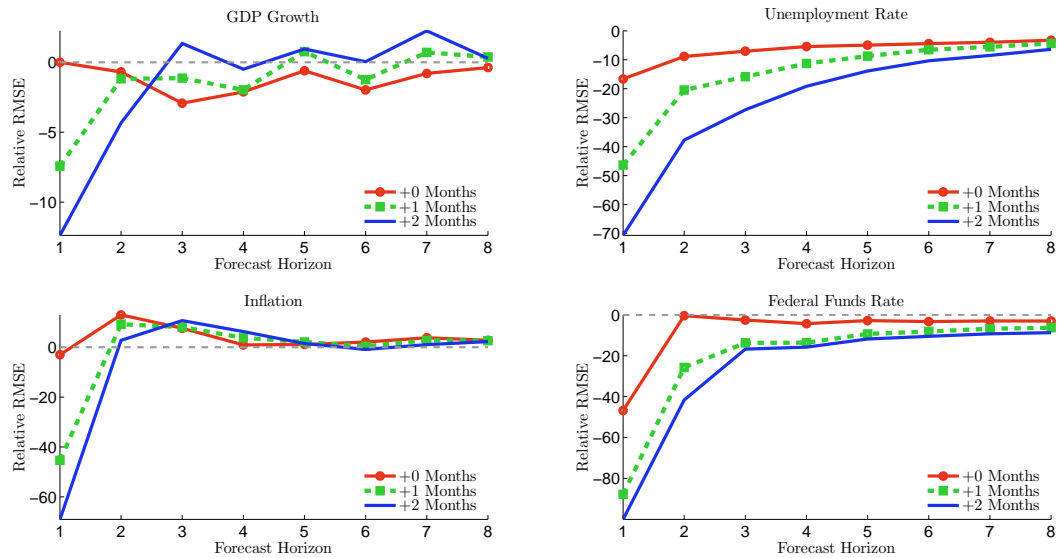 GDP Growth
0
−5
−10
Relative RMSE
+0 Months
+1 Months
+2 Months
1 2 3 4 5 6 7 8
Forecast Horizon
Unemployment Rate
0
−10
−20
−30
−40
−50
−60
−70
Relative RMSE
+0 Months
+1 Months
+2 Months
1 2 3 4 5 6 7 8
Forecast Horizon
Inflation
0
−20
−40
−60
Relative RMSE
+0 Months
+1 Months
+2 Months
1 2 3 4 5 6 7 8
Forecast Horizon
Federal Funds Rate
0
−20
−40
−60
−80
Relative RMSE
+0 Months
+1 Months
+2 Months
1 2 3 4 5 6 7 8
Forecast Horizon